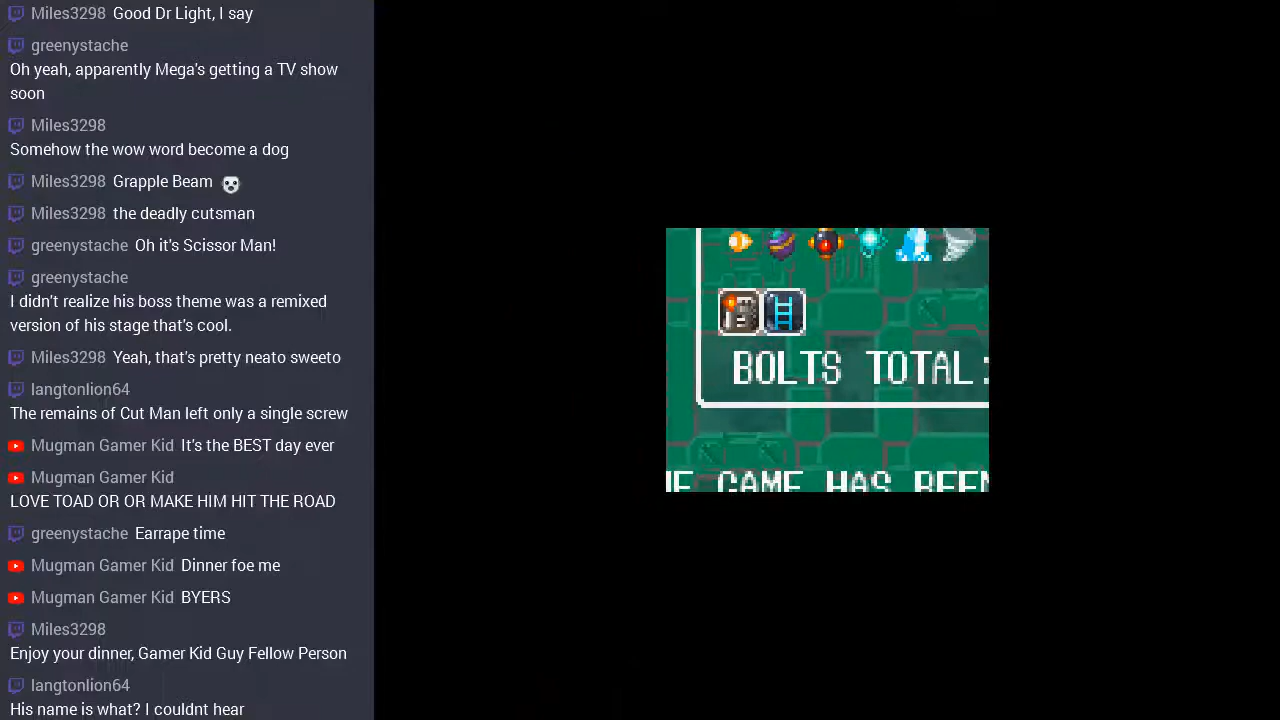 Miles3298 Good Dr Light, I say
greenystache
Oh yeah, apparently Mega's getting a TV show
soon
Miles3298
Somehow the wow word become a dog
Miles3298 Grapple Beam
Miles3298 the deadly cutsman
greenystache Oh it's Scissor Man!
greenystache
I didn't realize his boss theme was a remixed
version of his stage that's cool.
Miles3298 Yeah, that's pretty neato sweeto
langtonlion64
The remains of Cut Man left only a single screw
Mugman Gamer Kid It's the BEST day ever
Mugman Gamer Kid
LOVE TOAD OR OR MAKE HIM HIT THE ROAD
greenystache Earrape time
Mugman Gamer Kid Dinner foe me
Mugman Gamer Kid BYERS
Miles3298
Enjoy your dinner, Gamer Kid Guy Fellow Person
langtonlion64
His name is what? I couldnt hear
BOLTS TOTAL:
GAME HAS BEEN